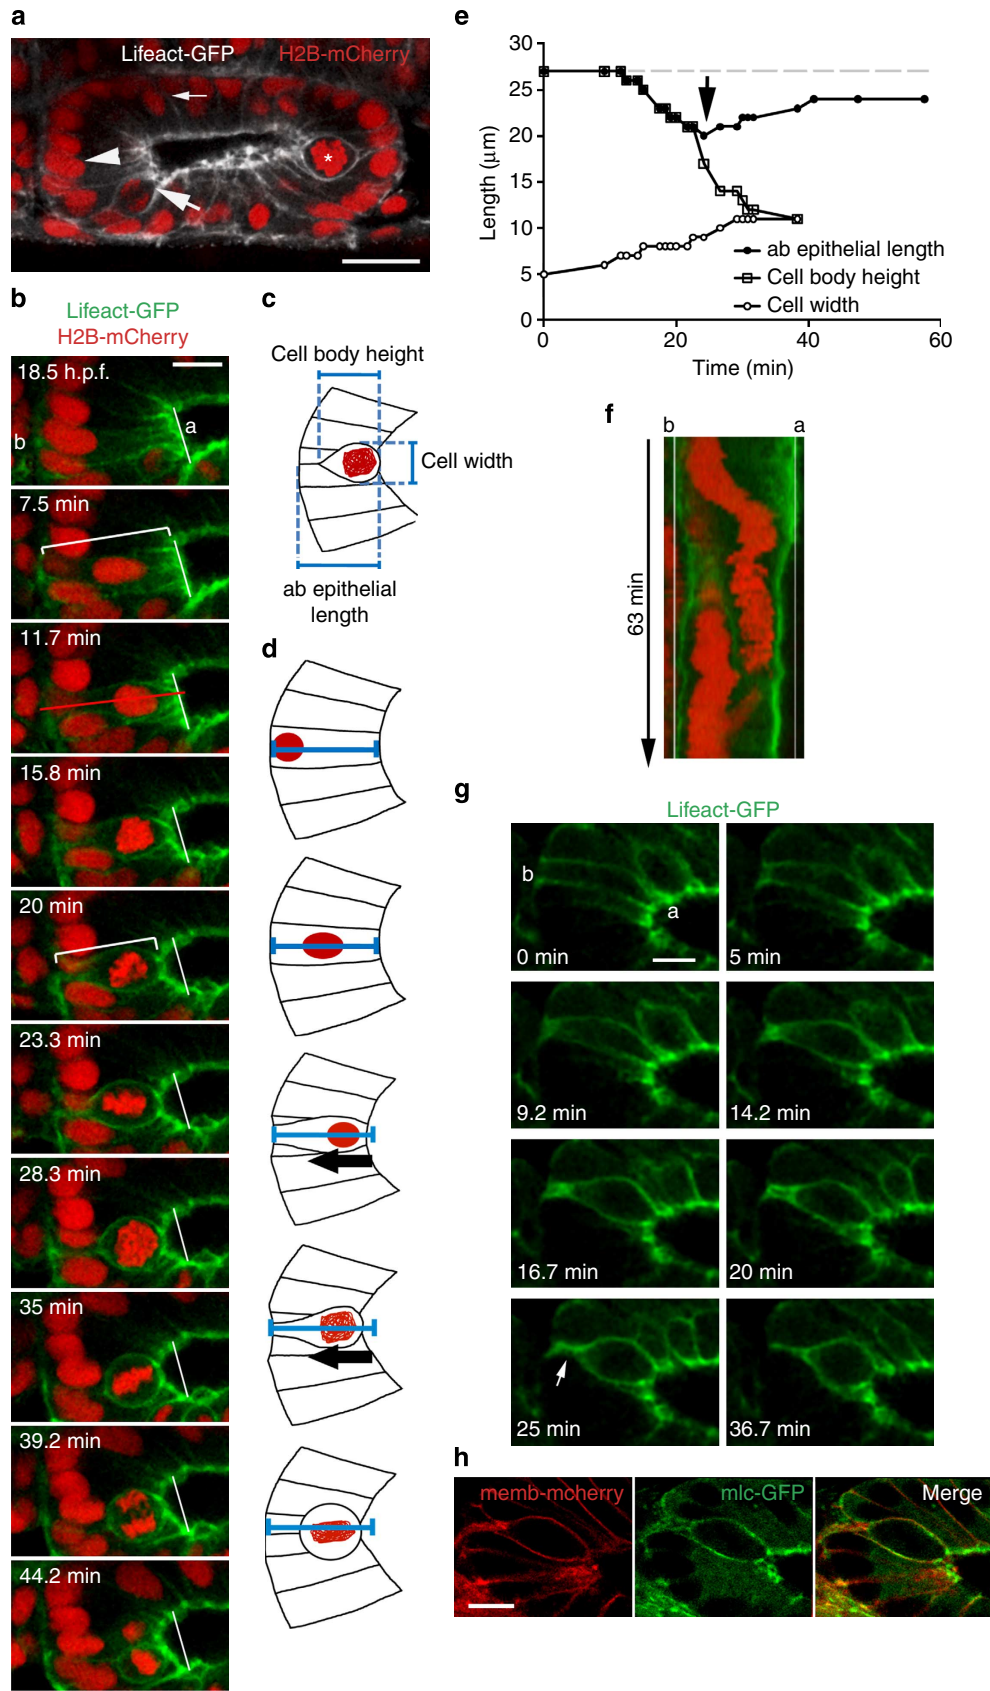 a
Lifeact-GFP
H2B-mCherry
*
b
Lifeact-GFP
H2B-mCherry
18.5 h.p.f.
b
a
7.5 min
11.7 min
15.8 min
20 min
23.3 min
28.3 min
35 min
39.2 min
44.2 min
c
Cell body height
Cell width
ab epithelial
length
d
e
30
25
20
15
10
5
0
Length (μm)
ab epithelial length
Cell body height
Cell width
0
20
40
60
Time (min)
f
b
a
63 min
g
Lifeact-GFP
b
a
0 min
5 min
9.2 min
14.2 min
16.7 min
20 min
25 min
36.7 min
h
memb-mcherry
mlc-GFP
Merge